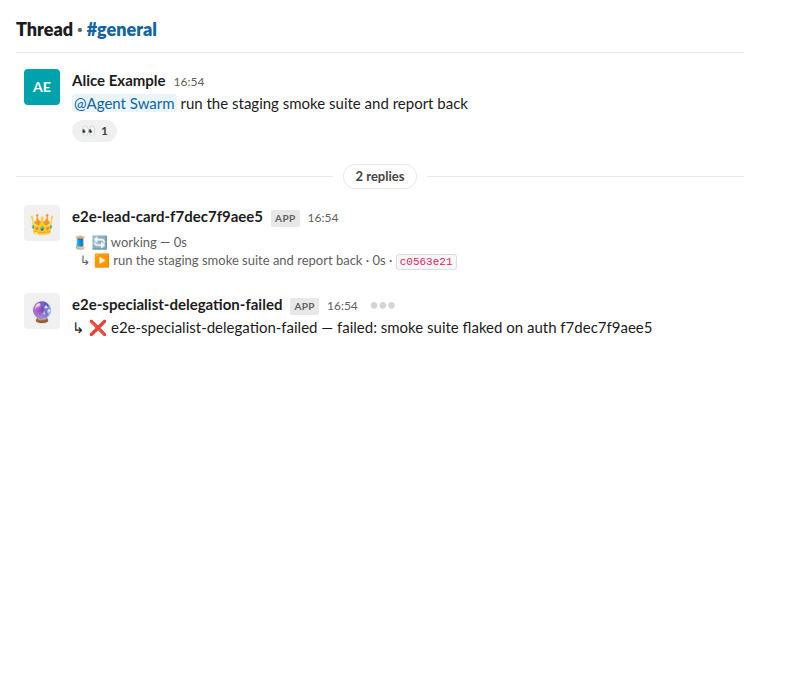 Thread • #general
AE
Alice Example 16:54
@Agent Swarm run the staging smoke suite and report back
👀 1
2 replies
e2e-lead-card-f7dec7f9aee5 APP 16:54
🧵 🔄 working — 0s
↳ ▶️ run the staging smoke suite and report back · 0s · c0563e21
e2e-specialist-delegation-failed APP 16:54
↳ ❌ e2e-specialist-delegation-failed — failed: smoke suite flaked on auth f7dec7f9aee5